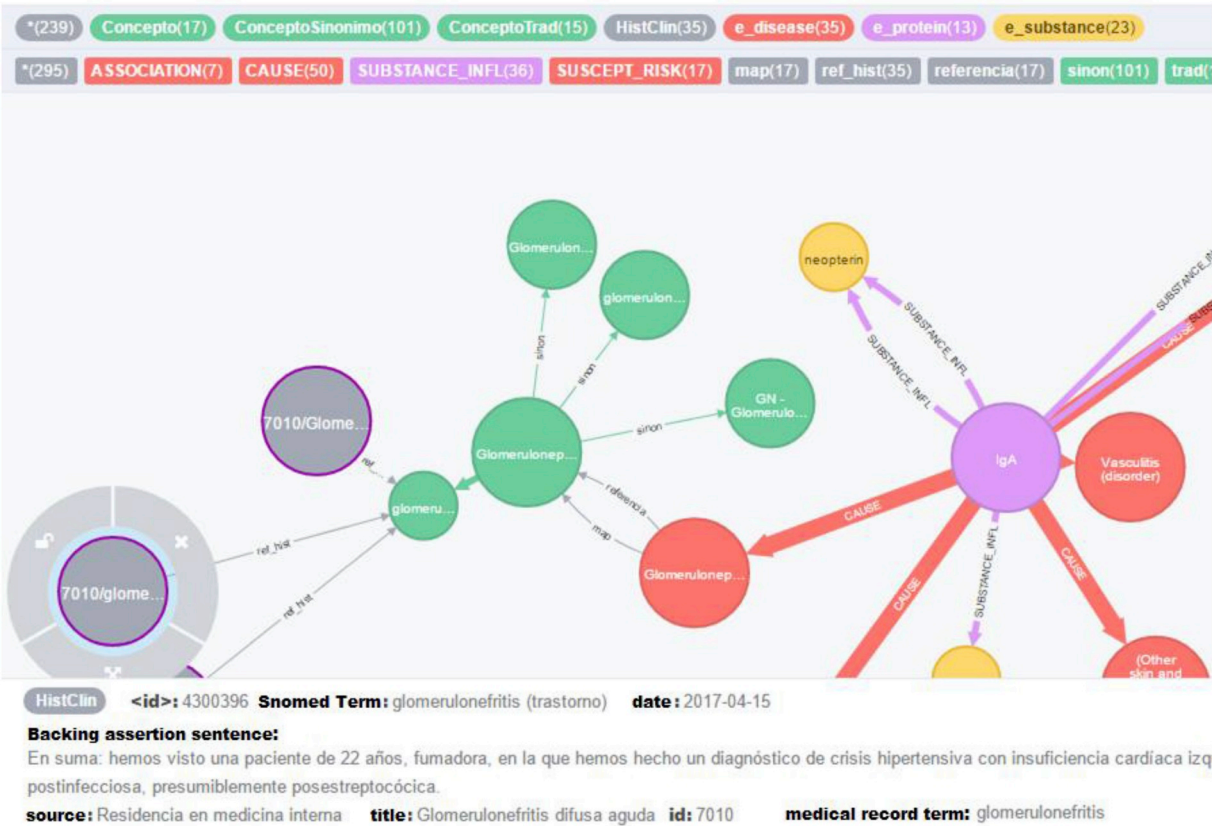 *(239) Concepto(17) ConceptoSinonimo(101) ConceptoTrad(15) HistClin(35) e_disease(35) e_protein(13) e_substance(23)
*(295) ASSOCIATION(7) CAUSE(50) SUBSTANCE_INFL(36) SUSCEPT_RISK(17) map(17) ref_hist(35) referencia(17) sinon(101) trad(
Glomerulon...
neopterin
glomerulon...
SUBSTANCE_IN
SUBS
CAUSE
SUBSTANCE_INFL
SUBSTANCE_INFL
sinon
sinon
GN -
Glomerulo...
7010/Glome...
sinon
Glomerulonep...
IgA
Vasculitis
(disorder)
ref_...
referencia
glomeru...
CAUSE
map
ref_hist
Glomerulonep...
SUBSTANCE_INFL
CAUSE
CAUSE
7010/glome...
ref_hist
(Other
skin and
HistClin <id>: 4300396 Snomed Term: glomerulonefritis (trastorno) date: 2017-04-15
Backing assertion sentence:
En suma: hemos visto una paciente de 22 años, fumadora, en la que hemos hecho un diagnóstico de crisis hipertensiva con insuficiencia cardíaca izq
postinfecciosa, presumiblemente posestreptocócica.
source: Residencia en medicina interna title: Glomerulonefritis difusa aguda id: 7010 medical record term: glomerulonefritis